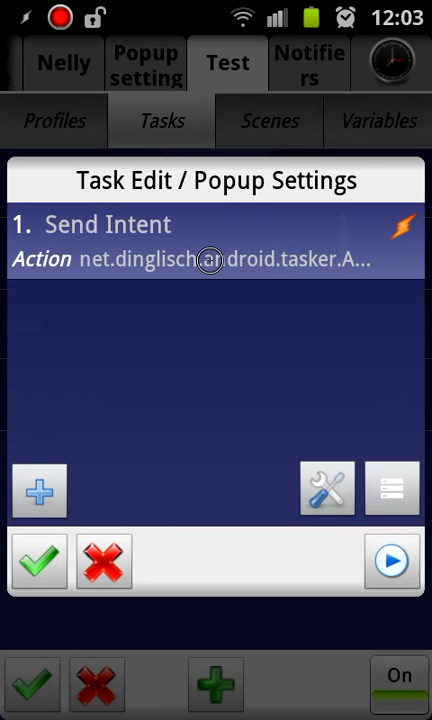 12:03
Nelly
Popup
setting
Test
Notifie
rs
Profiles
Tasks
Scenes
Variables
Task Edit / Popup Settings
1. Send Intent
Action net.dinglisch.android.tasker.A...
On